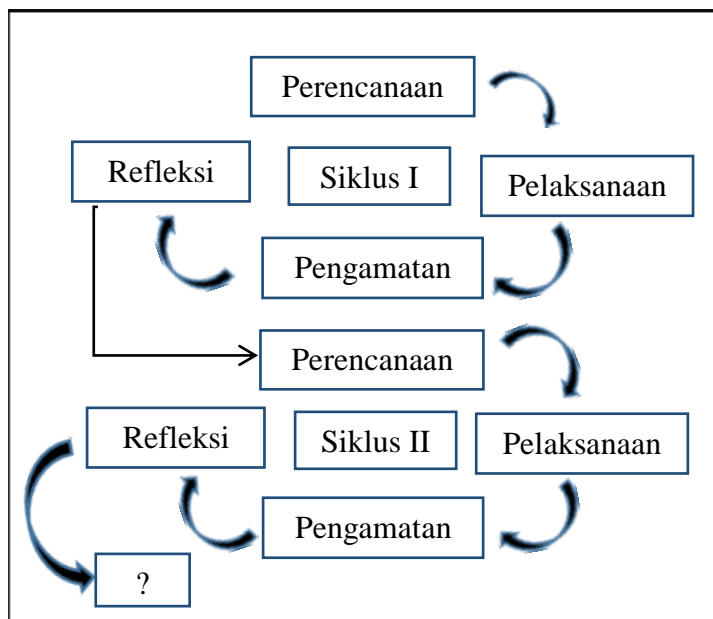 Perencanaan
Refleksi
Siklus I
Pelaksanaan
Pengamatan
Perencanaan
Refleksi
Siklus II
Pelaksanaan
Pengamatan
?